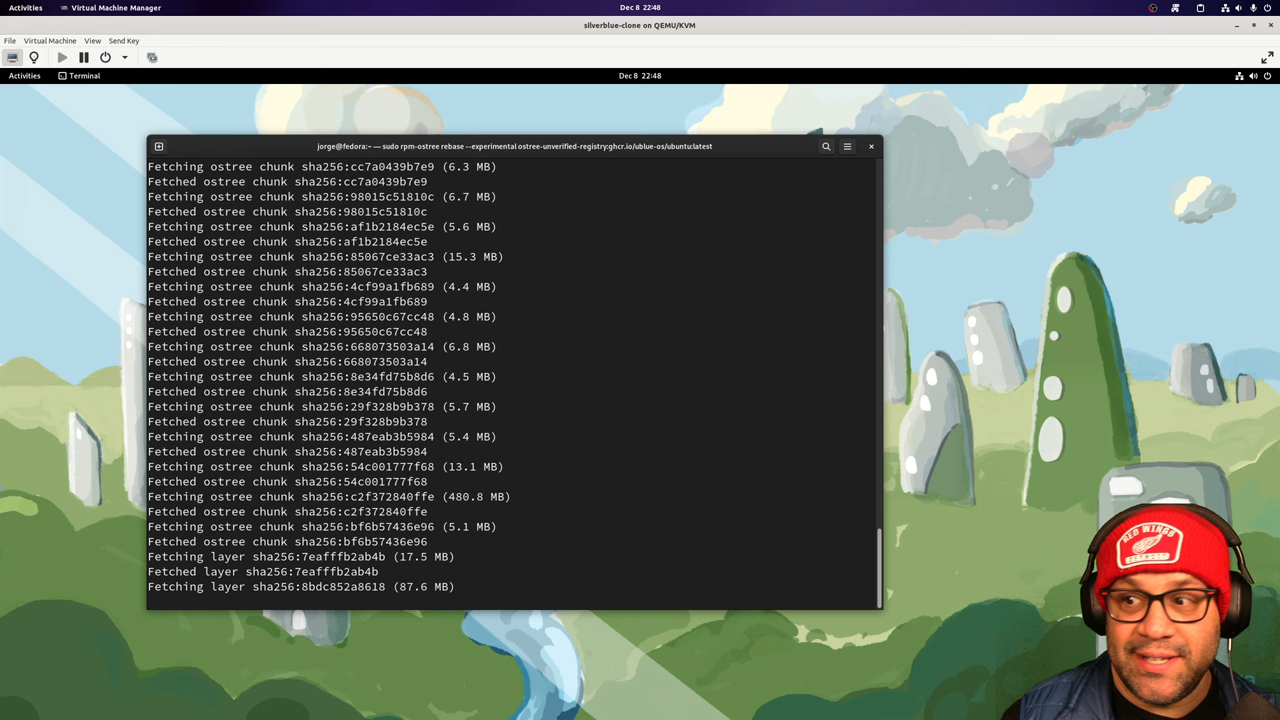 Activities Virtual Machine Manager Dec 8 22:48
silverblue-clone on QEMU/KVM
File Virtual Machine View Send Key
Activities Terminal Dec 8 22:48
jorge@fedora:~ — sudo rpm-ostree rebase --experimental ostree-unverified-registry:ghcr.io/ublue-os/ubuntu:latest
Fetching ostree chunk sha256:cc7a0439b7e9 (6.3 MB)
Fetched ostree chunk sha256:cc7a0439b7e9
Fetching ostree chunk sha256:98015c51810c (6.7 MB)
Fetched ostree chunk sha256:98015c51810c
Fetching ostree chunk sha256:af1b2184ec5e (5.6 MB)
Fetched ostree chunk sha256:af1b2184ec5e
Fetching ostree chunk sha256:85067ce33ac3 (15.3 MB)
Fetched ostree chunk sha256:85067ce33ac3
Fetching ostree chunk sha256:4cf99a1fb689 (4.4 MB)
Fetched ostree chunk sha256:4cf99a1fb689
Fetching ostree chunk sha256:95650c67cc48 (4.8 MB)
Fetched ostree chunk sha256:95650c67cc48
Fetching ostree chunk sha256:668073503a14 (6.8 MB)
Fetched ostree chunk sha256:668073503a14
Fetching ostree chunk sha256:8e34fd75b8d6 (4.5 MB)
Fetched ostree chunk sha256:8e34fd75b8d6
Fetching ostree chunk sha256:29f328b9b378 (5.7 MB)
Fetched ostree chunk sha256:29f328b9b378
Fetching ostree chunk sha256:487eab3b5984 (5.4 MB)
Fetched ostree chunk sha256:487eab3b5984
Fetching ostree chunk sha256:54c001777f68 (13.1 MB)
Fetched ostree chunk sha256:54c001777f68
Fetching ostree chunk sha256:c2f372840ffe (480.8 MB)
Fetched ostree chunk sha256:c2f372840ffe
Fetching ostree chunk sha256:bf6b57436e96 (5.1 MB)
Fetched ostree chunk sha256:bf6b57436e96
Fetching layer sha256:7eafffb2ab4b (17.5 MB)
Fetched layer sha256:7eafffb2ab4b
Fetching layer sha256:8bdc852a8618 (87.6 MB)
RED WINGS